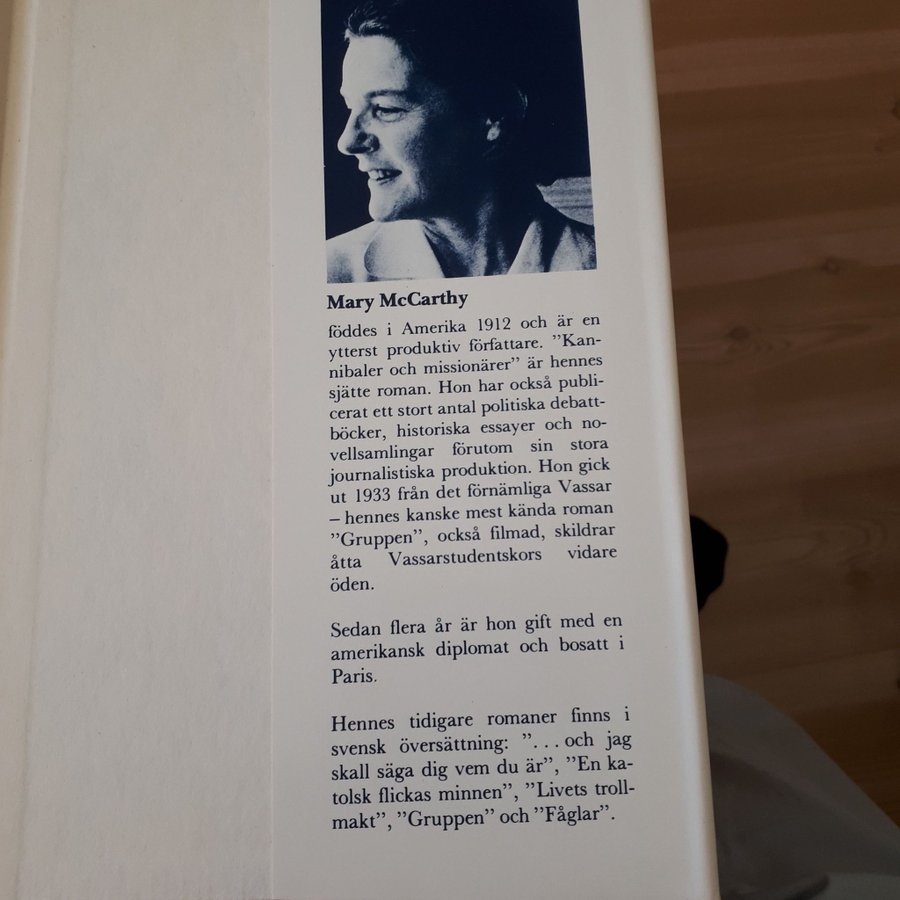 Mary McCarthy
föddes i Amerika 1912 och är en
ytterst produktiv författare. ”Kan-
nibaler och missionärer” är hennes
sjätte roman. Hon har också publi-
cerat ett stort antal politiska debatt-
böcker, historiska essayer och no-
vellsamlingar förutom sin stora
journalistiska produktion. Hon gick
ut 1933 från det förnämliga Vassar
– hennes kanske mest kända roman
”Gruppen”, också filmad, skildrar
åtta Vassarstudentskors vidare
öden.
Sedan flera år är hon gift med en
amerikansk diplomat och bosatt i
Paris.
Hennes tidigare romaner finns i
svensk översättning: ”. . . och jag
skall säga dig vem du är”, ”En ka-
tolsk flickas minnen”, ”Livets troll-
makt”, ”Gruppen” och ”Fåglar”.